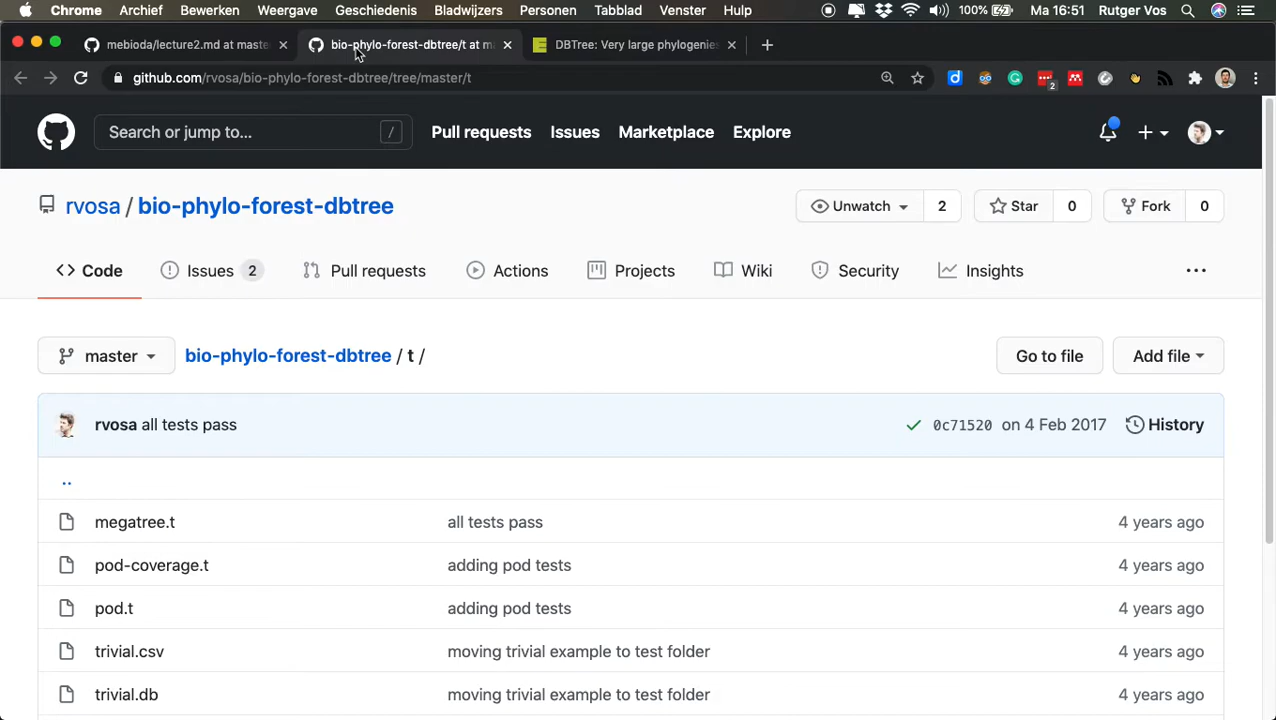 Chrome Archief Bewerken Weergave Geschiedenis Bladwijzers Personen Tabblad Venster Help 100% Ma 16:51 Rutger Vos
mebioda/lecture2.md at maste
bio-phylo-forest-dbtree/t at ma
DBTree: Very large phylogenies
github.com/rvosa/bio-phylo-forest-dbtree/tree/master/t
2
Search or jump to... / Pull requests Issues Marketplace Explore
rvosa / bio-phylo-forest-dbtree
Unwatch 2 Star 0 Fork 0
<> Code Issues 2 Pull requests Actions Projects Wiki Security Insights ...
master bio-phylo-forest-dbtree / t /
Go to file Add file
rvosa all tests pass 0c71520 on 4 Feb 2017 History
..
megatree.t all tests pass 4 years ago
pod-coverage.t adding pod tests 4 years ago
pod.t adding pod tests 4 years ago
trivial.csv moving trivial example to test folder 4 years ago
trivial.db moving trivial example to test folder 4 years ago